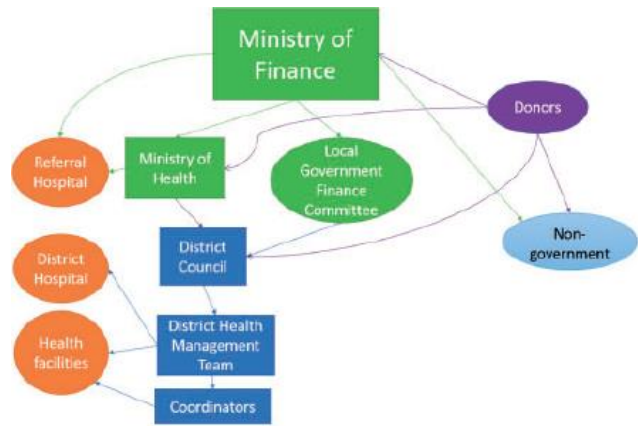 Ministry of
Finance
Donors
Referral
Hospital
Ministry of
Health
Local
Government
Finance
Committee
Non-
government
District
Council
District
Hospital
District Health
Management
Team
Health
facilities
Coordinators